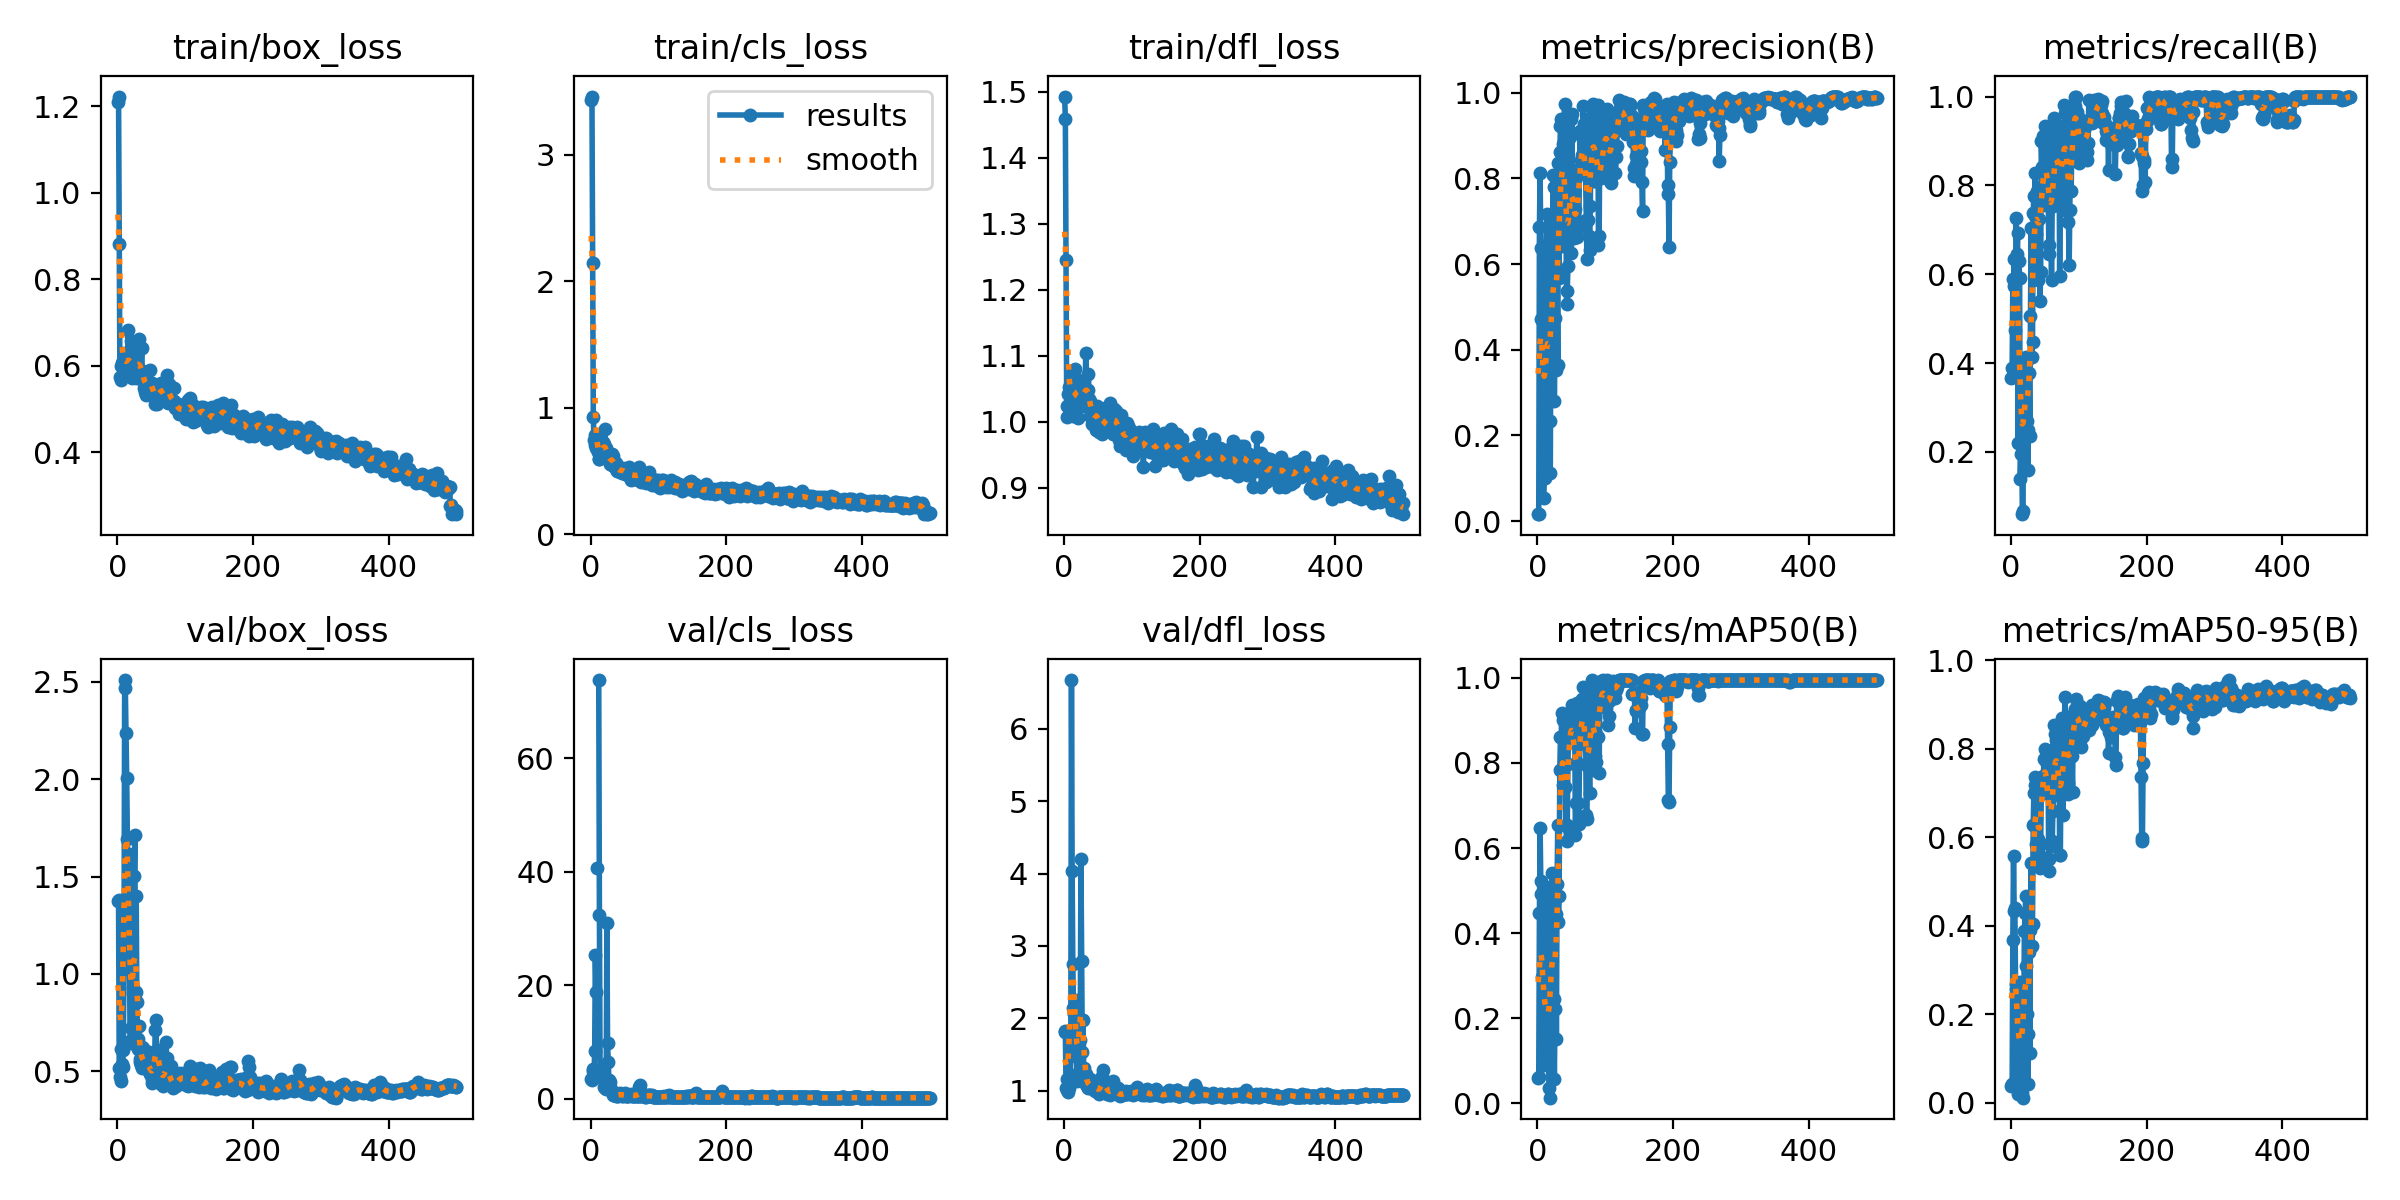 train/box_loss
1.2
1.0
0.8
0.6
0.4
0 200 400
train/cls_loss
results
smooth
3
2
1
0
0 200 400
train/dfl_loss
1.5
1.4
1.3
1.2
1.1
1.0
0.9
0 200 400
metrics/precision(B)
1.0
0.8
0.6
0.4
0.2
0.0
0 200 400
metrics/recall(B)
1.0
0.8
0.6
0.4
0.2
0 200 400
val/box_loss
2.5
2.0
1.5
1.0
0.5
0 200 400
val/cls_loss
60
40
20
0
0 200 400
val/dfl_loss
6
5
4
3
2
1
0 200 400
metrics/mAP50(B)
1.0
0.8
0.6
0.4
0.2
0.0
0 200 400
metrics/mAP50-95(B)
1.0
0.8
0.6
0.4
0.2
0.0
0 200 400